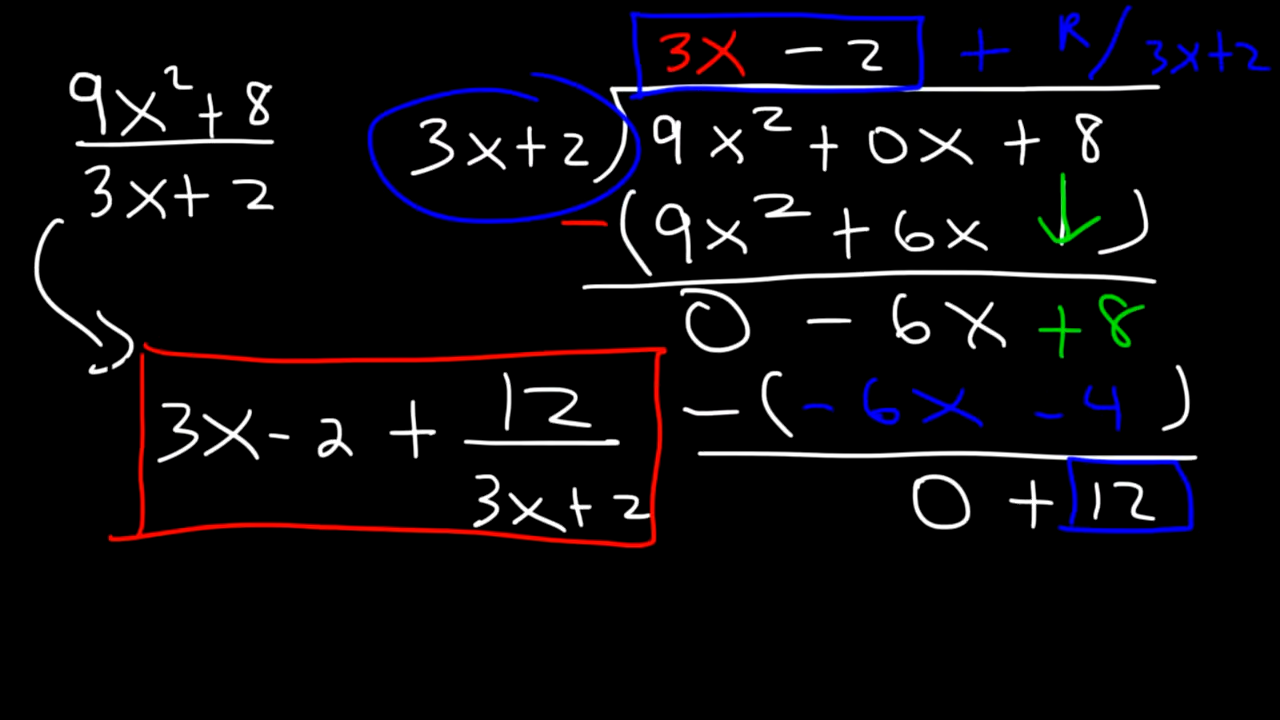 9x² + 8
3x + 2
3x - 2 + R/3x+2
3x+2) 9x² + 0x + 8
-(9x² + 6x ↓)
0 - 6x + 8
-(-6x - 4)
0 + 12
3x - 2 + 12
3x + 2